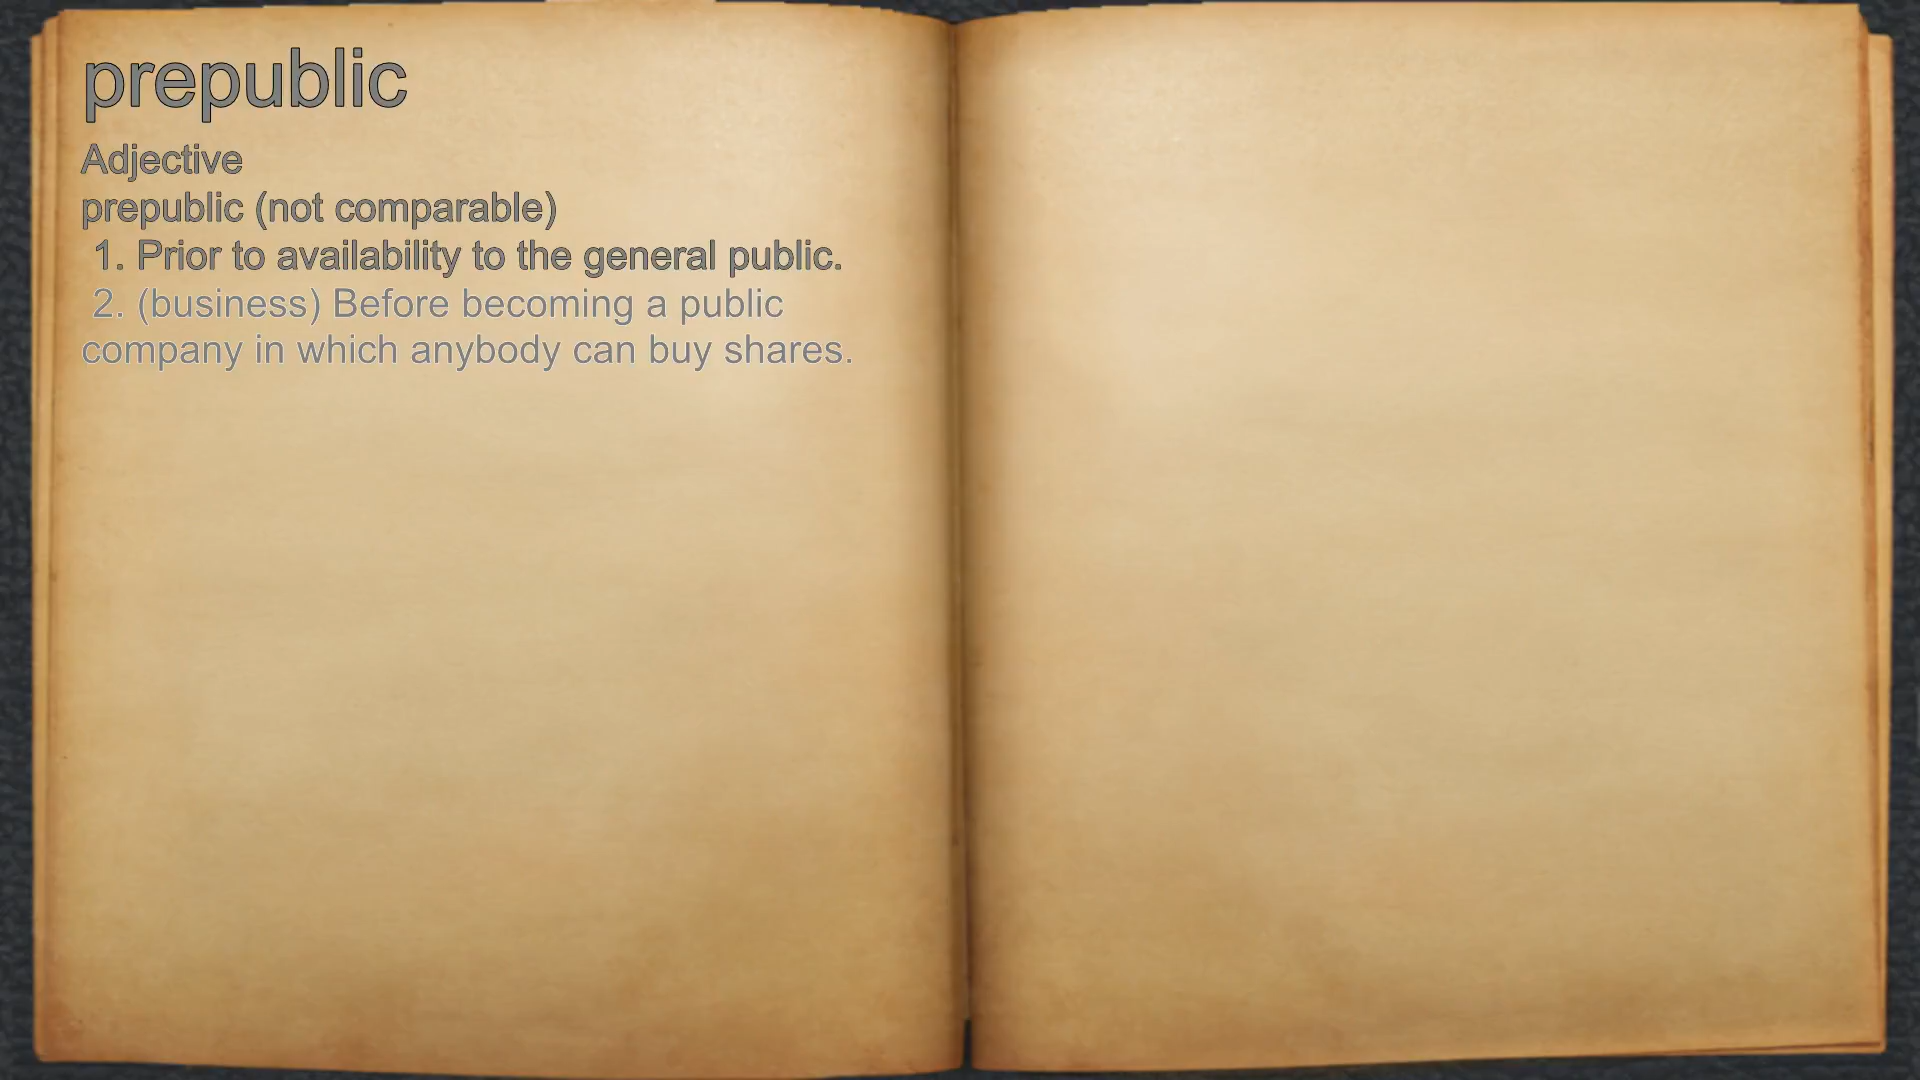 prepublic
Adjective
prepublic (not comparable)
1. Prior to availability to the general public.
2. (business) Before becoming a public
company in which anybody can buy shares.